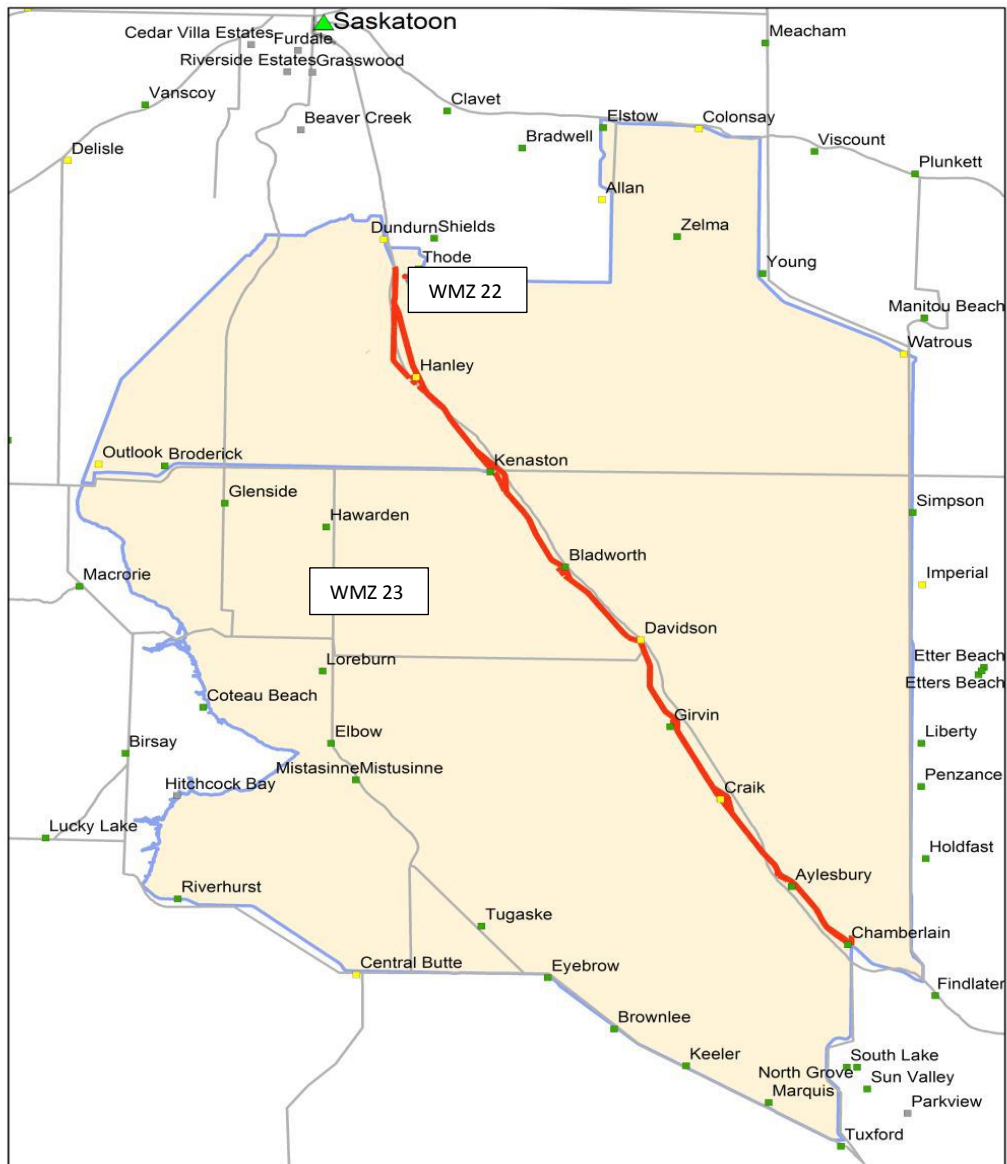 Saskatoon
Cedar Villa Estates
Furdale
Meacham
Riverside Estates
Grasswood
Vanscoy
Clavet
Beaver Creek
Elstow
Colonsay
Bradwell
Viscount
Delisle
Plunkett
Allan
Dundurn
Shields
Zelma
Thode
Young
WMZ 22
Manitou Beach
Watrous
Hanley
Outlook
Broderick
Kenaston
Glenside
Simpson
Hawarden
Bladworth
Macrorie
WMZ 23
Imperial
Davidson
Etter Beach
Loreburn
Etters Beach
Coteau Beach
Girvin
Elbow
Liberty
Birsay
Mistasinne
Mistusinne
Hitchcock Bay
Craik
Penzance
Lucky Lake
Holdfast
Riverhurst
Aylesbury
Tugaske
Chamberlain
Central Butte
Eyebrow
Findlater
Brownlee
Keeler
South Lake
North Grove
Sun Valley
Marquis
Parkview
Tuxford